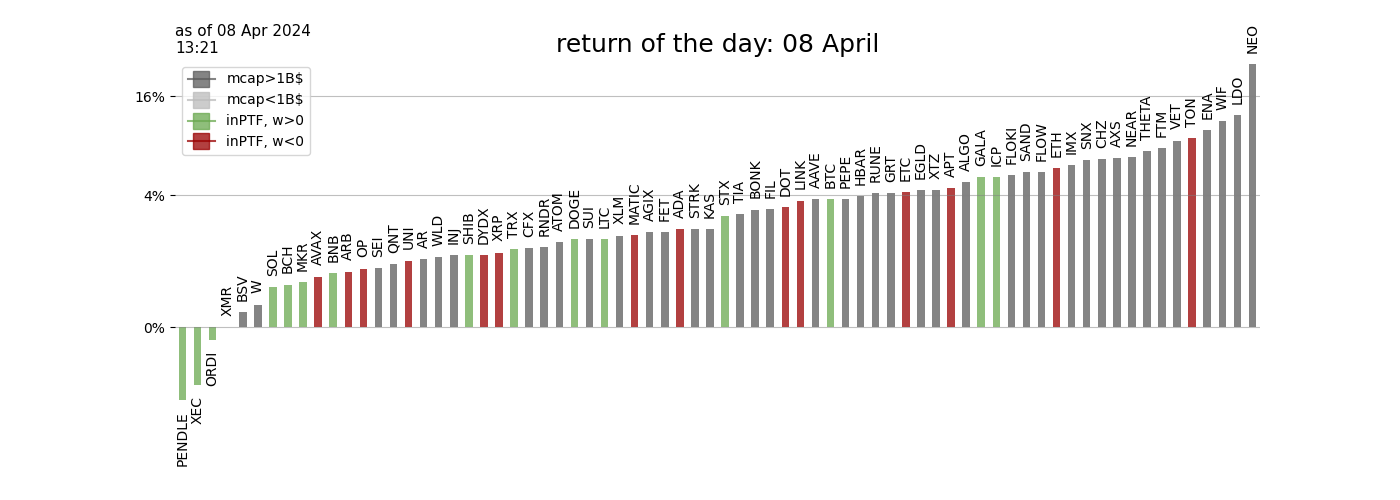 as of 08 Apr 2024
13:21
return of the day: 08 April
mcap>1B$
mcap<1B$
inPTF, w>0
inPTF, w<0
16%
4%
0%
PENDLE
XEC
ORDI
XMR
BSV
W
SOL
BCH
MKR
AVAX
BNB
ARB
OP
SEI
QNT
UNI
AR
WLD
INJ
SHIB
DYDX
XRP
TRX
CFX
RNDR
ATOM
DOGE
SUI
LTC
XLM
MATIC
AGIX
FET
ADA
STRK
KAS
STX
TIA
BONK
FIL
DOT
LINK
AAVE
BTC
PEPE
HBAR
RUNE
GRT
ETC
EGLD
XTZ
APT
ALGO
GALA
ICP
FLOKI
SAND
FLOW
ETH
IMX
SNX
CHZ
AXS
NEAR
THETA
FTM
VET
TON
ENA
WIF
LDO
NEO